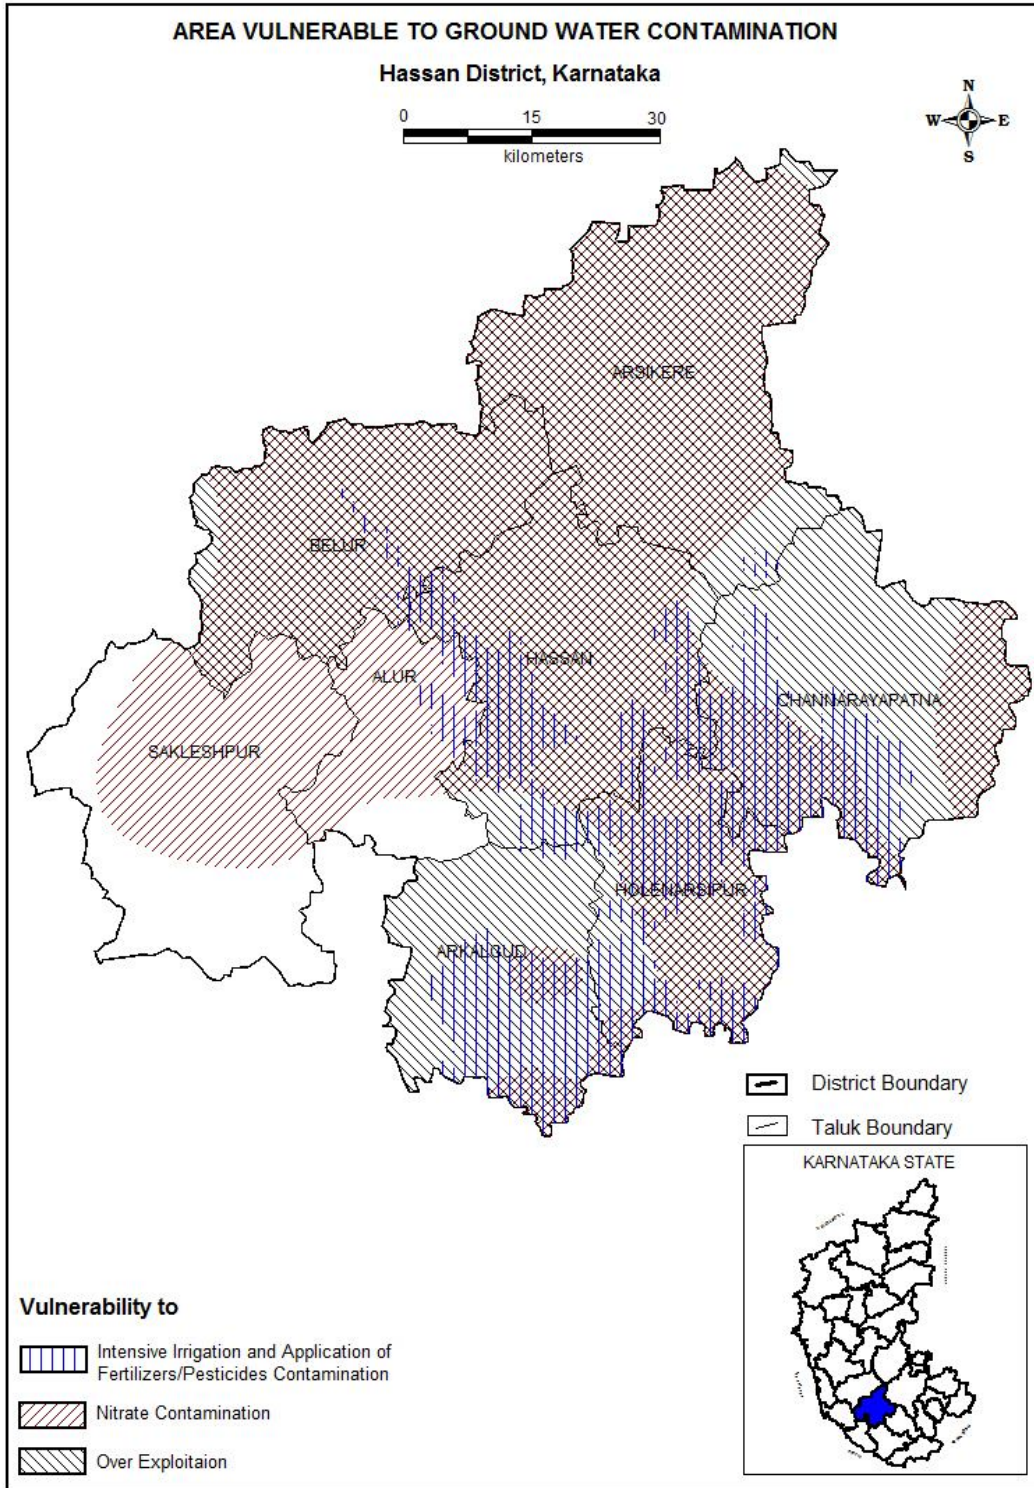 AREA VULNERABLE TO GROUND WATER CONTAMINATION
Hassan District, Karnataka
0 15 30
kilometers
N
W E
S
ARSIKERE
BELUR
HASSAN
ALUR
CHANNARAYAPATNA
SAKLESHPUR
HOLENARSIPUR
ARKALGUD
District Boundary
Taluk Boundary
KARNATAKA STATE
Vulnerability to
Intensive Irrigation and Application of
Fertilizers/Pesticides Contamination
Nitrate Contamination
Over Exploitaion